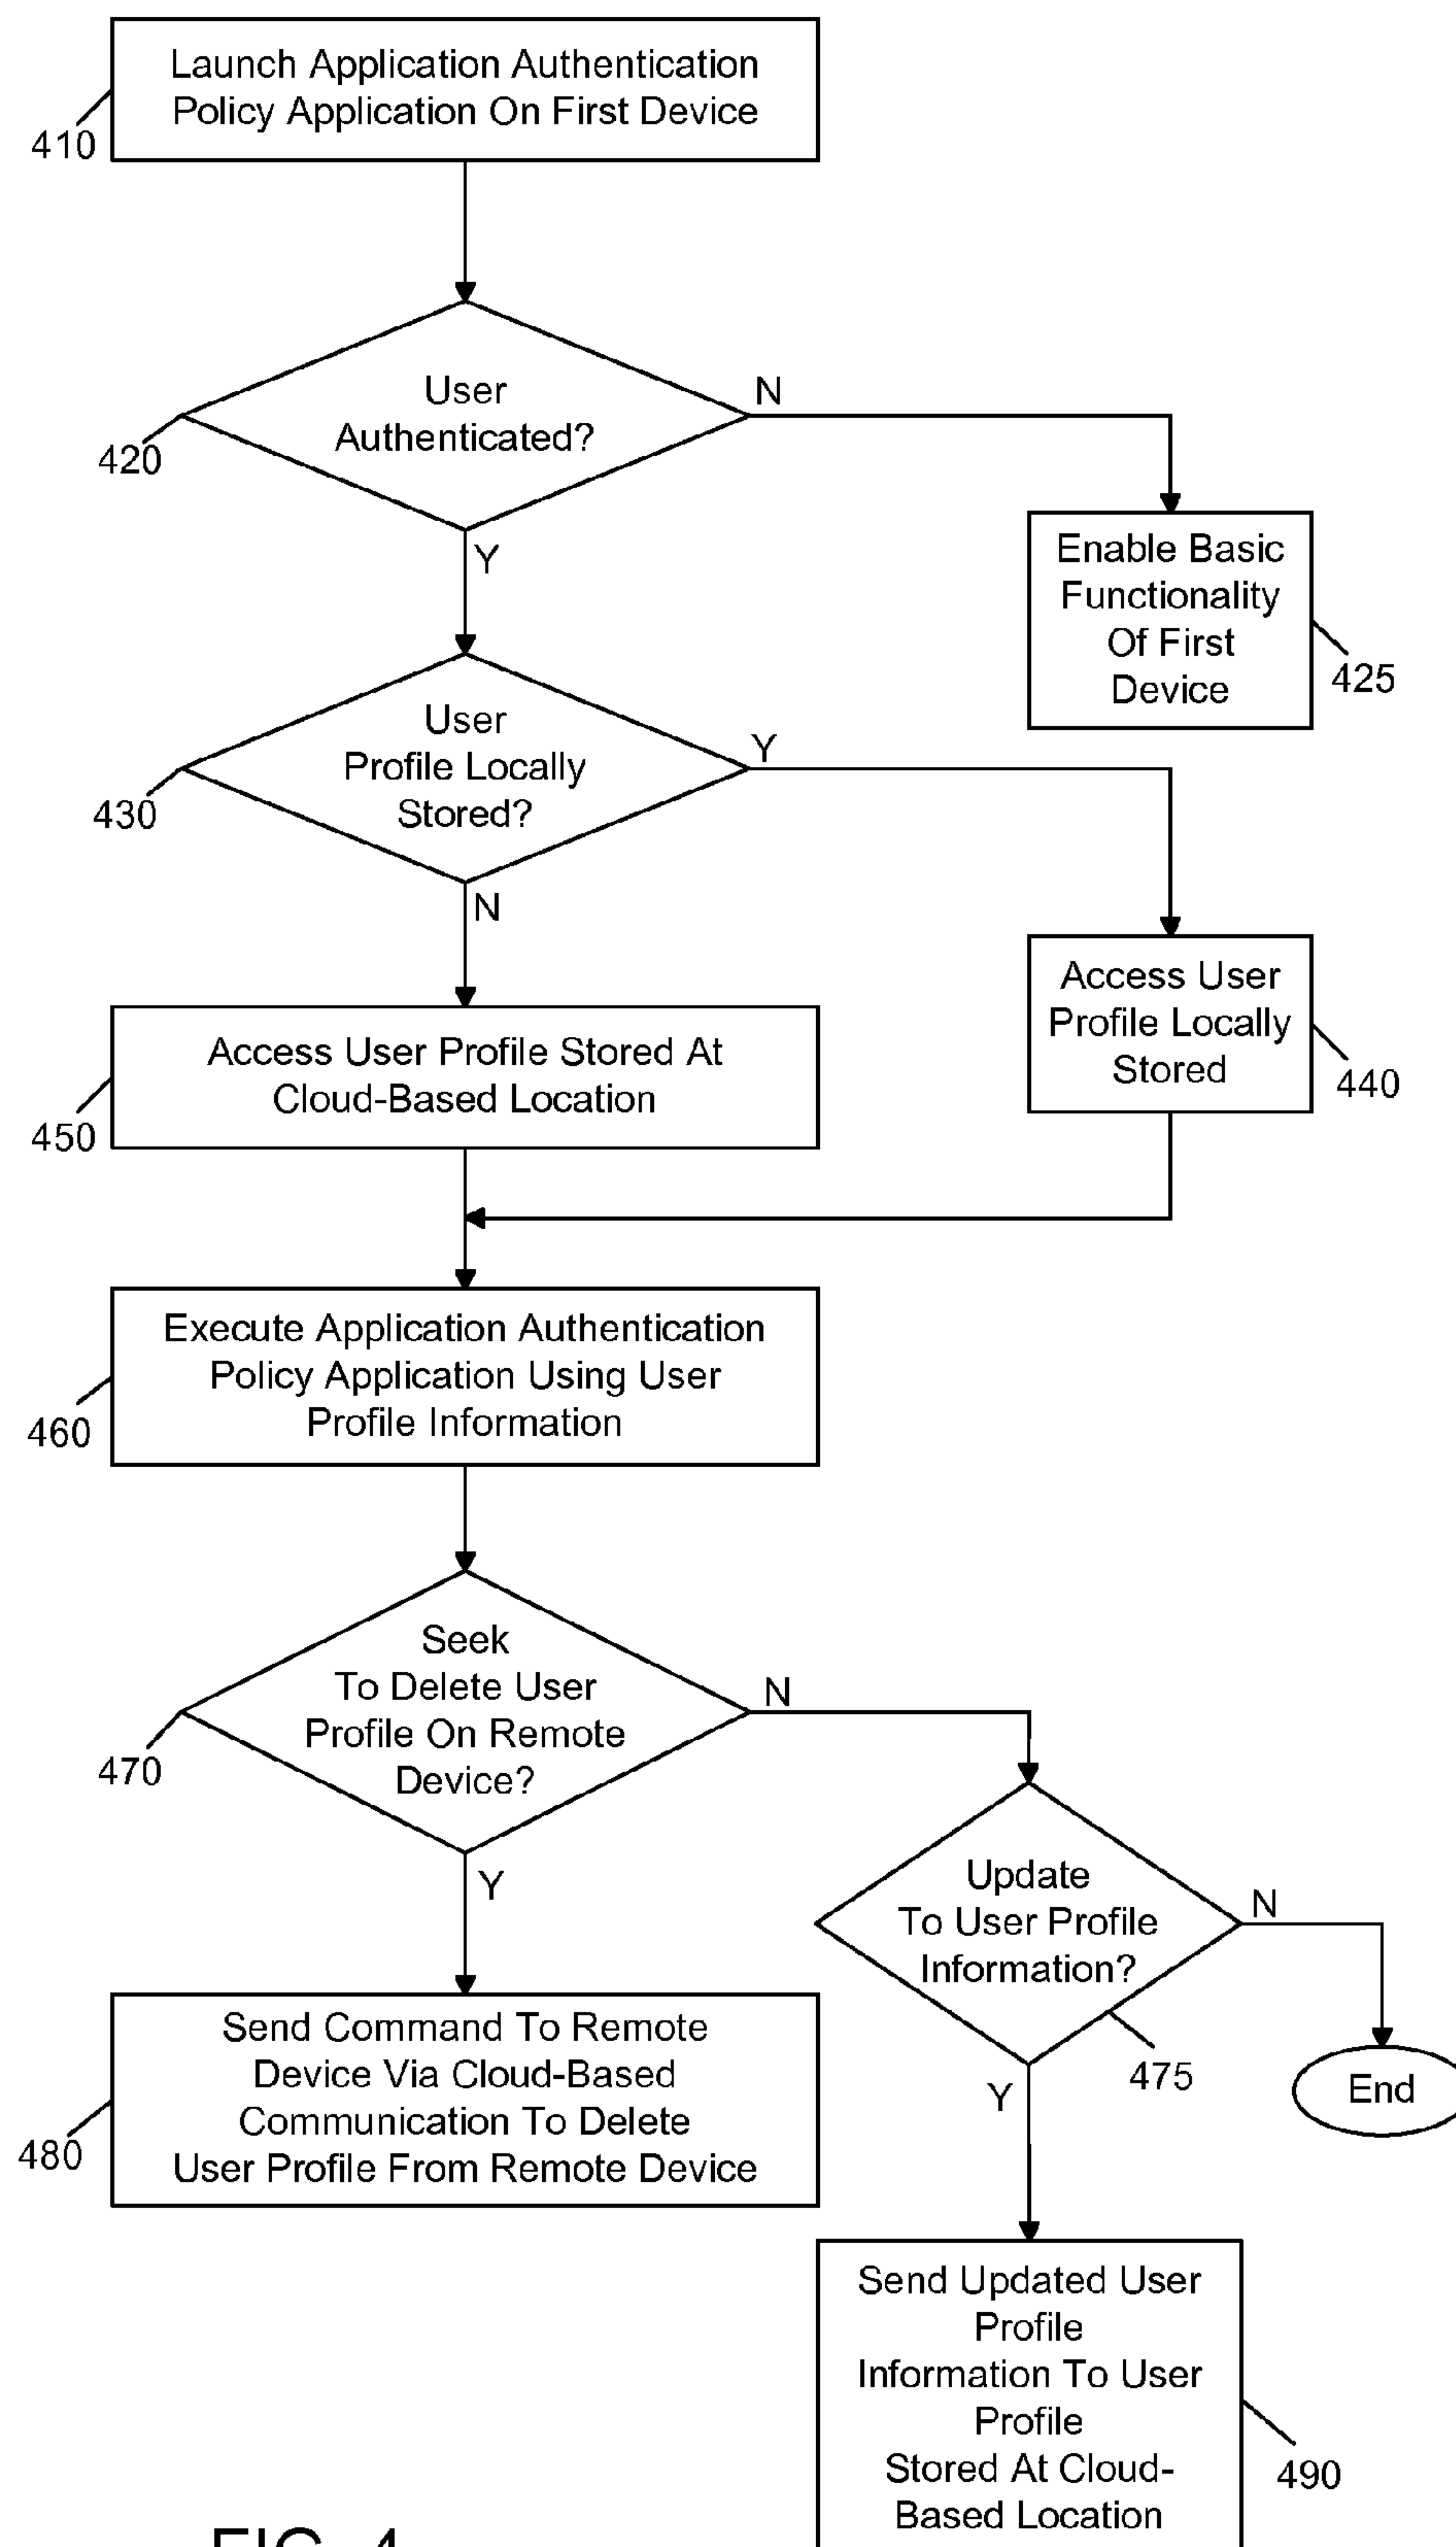 Launch Application Authentication
Policy Application On First Device
410
User
Authenticated?
N
420
Y
Enable Basic
Functionality
Of First
Device
425
User
Profile Locally
Stored?
Y
430
N
Access User
Profile Locally
Stored
440
Access User Profile Stored At
Cloud-Based Location
450
Execute Application Authentication
Policy Application Using User
Profile Information
460
Seek
To Delete User
Profile On Remote
Device?
N
470
Y
Update
To User Profile
Information?
N
475
Y
End
Send Command To Remote
Device Via Cloud-Based
Communication To Delete
User Profile From Remote Device
480
Send Updated User
Profile
Information To User
Profile
Stored At Cloud-
Based Location
490
FIG. 4